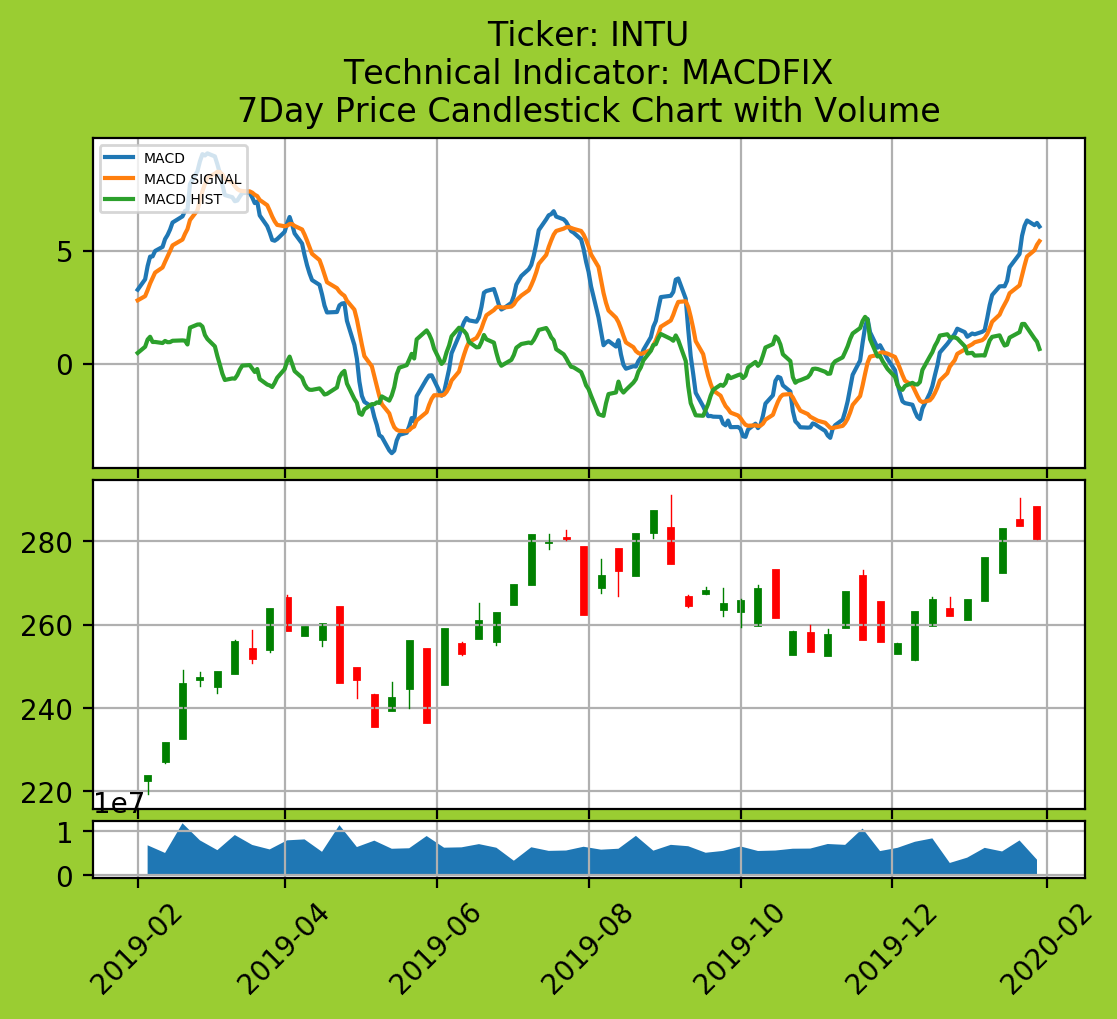 Ticker: INTU
Technical Indicator: MACDFIX
7Day Price Candlestick Chart with Volume
MACD
MACD SIGNAL
MACD HIST
5
0
280
260
240
220
1e7
1
0
2019-02
2019-04
2019-06
2019-08
2019-10
2019-12
2020-02